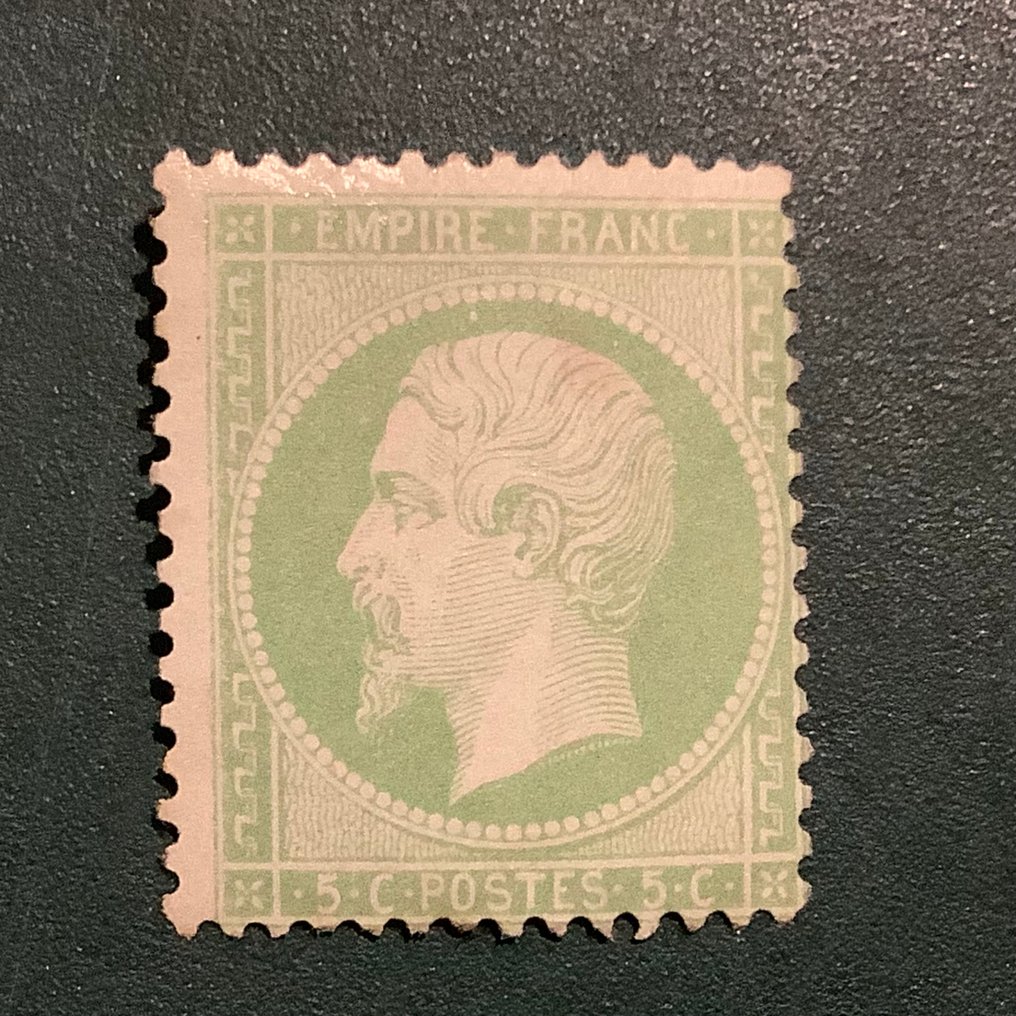 · EMPIRE · FRANC ·
· 5 · C · POSTES · 5 · C ·